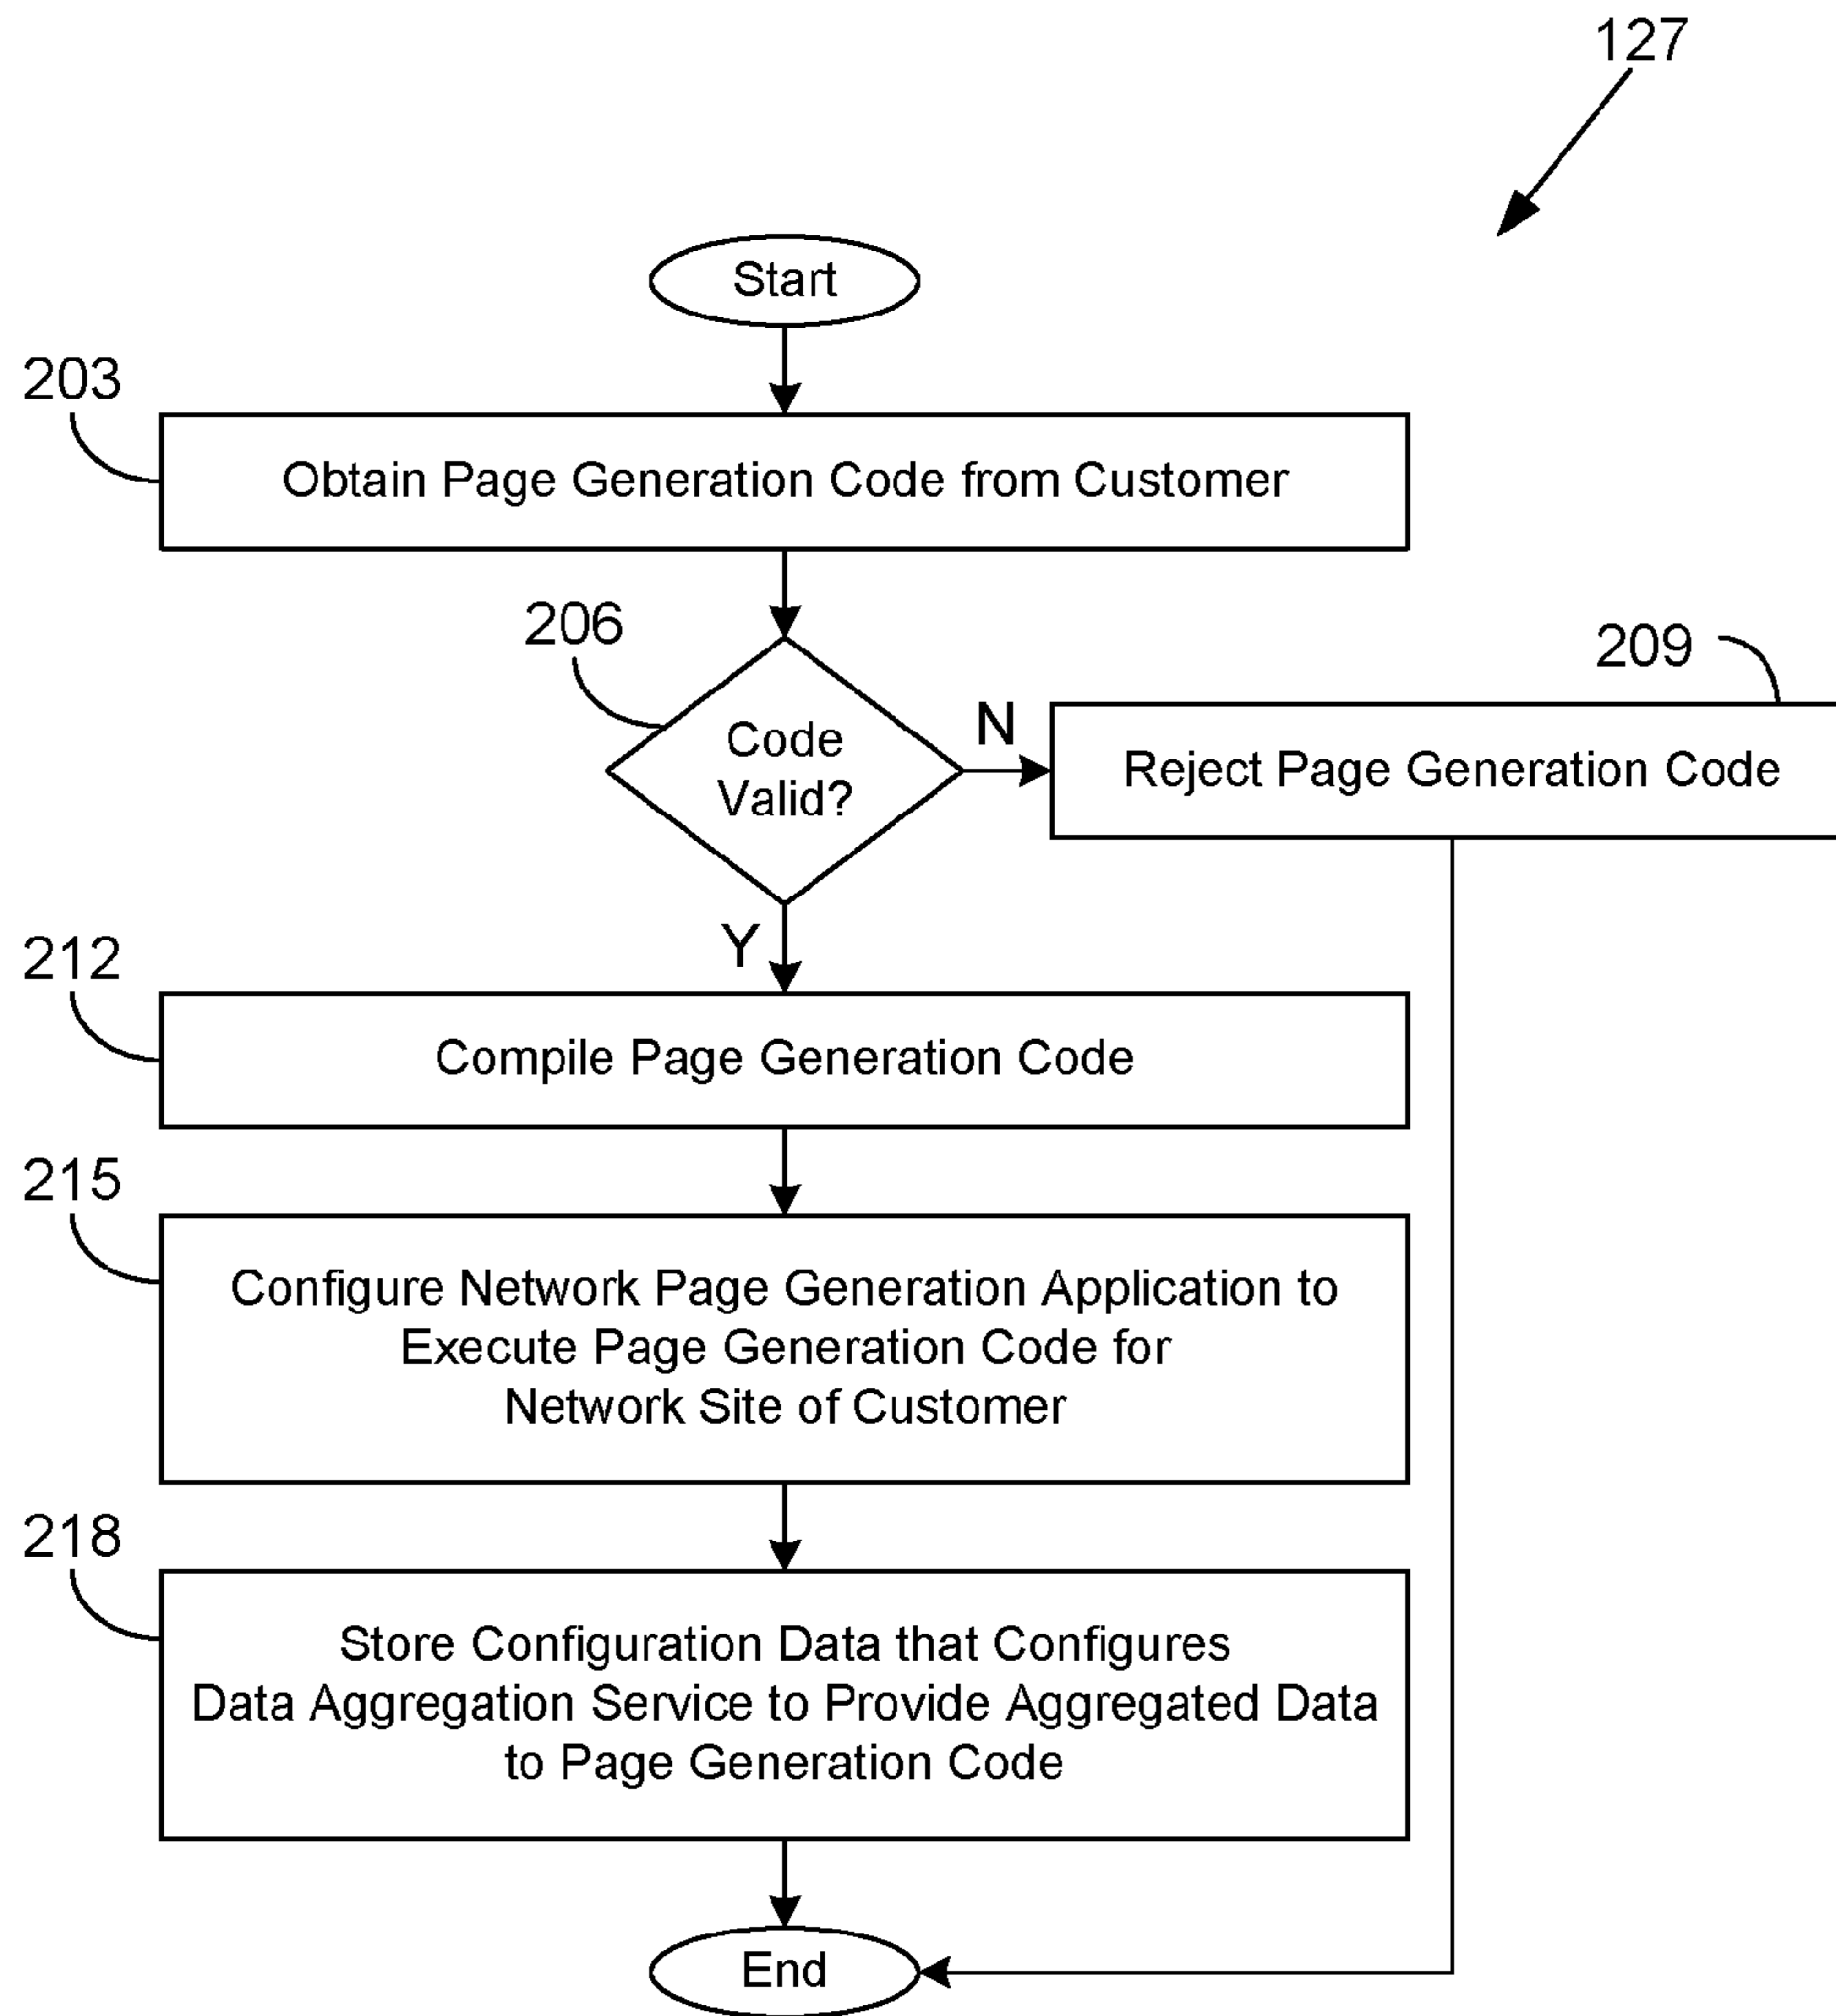 127
Start
203
Obtain Page Generation Code from Customer
206
Code
Valid?
N
209
Reject Page Generation Code
Y
212
Compile Page Generation Code
215
Configure Network Page Generation Application to
Execute Page Generation Code for
Network Site of Customer
218
Store Configuration Data that Configures
Data Aggregation Service to Provide Aggregated Data
to Page Generation Code
End